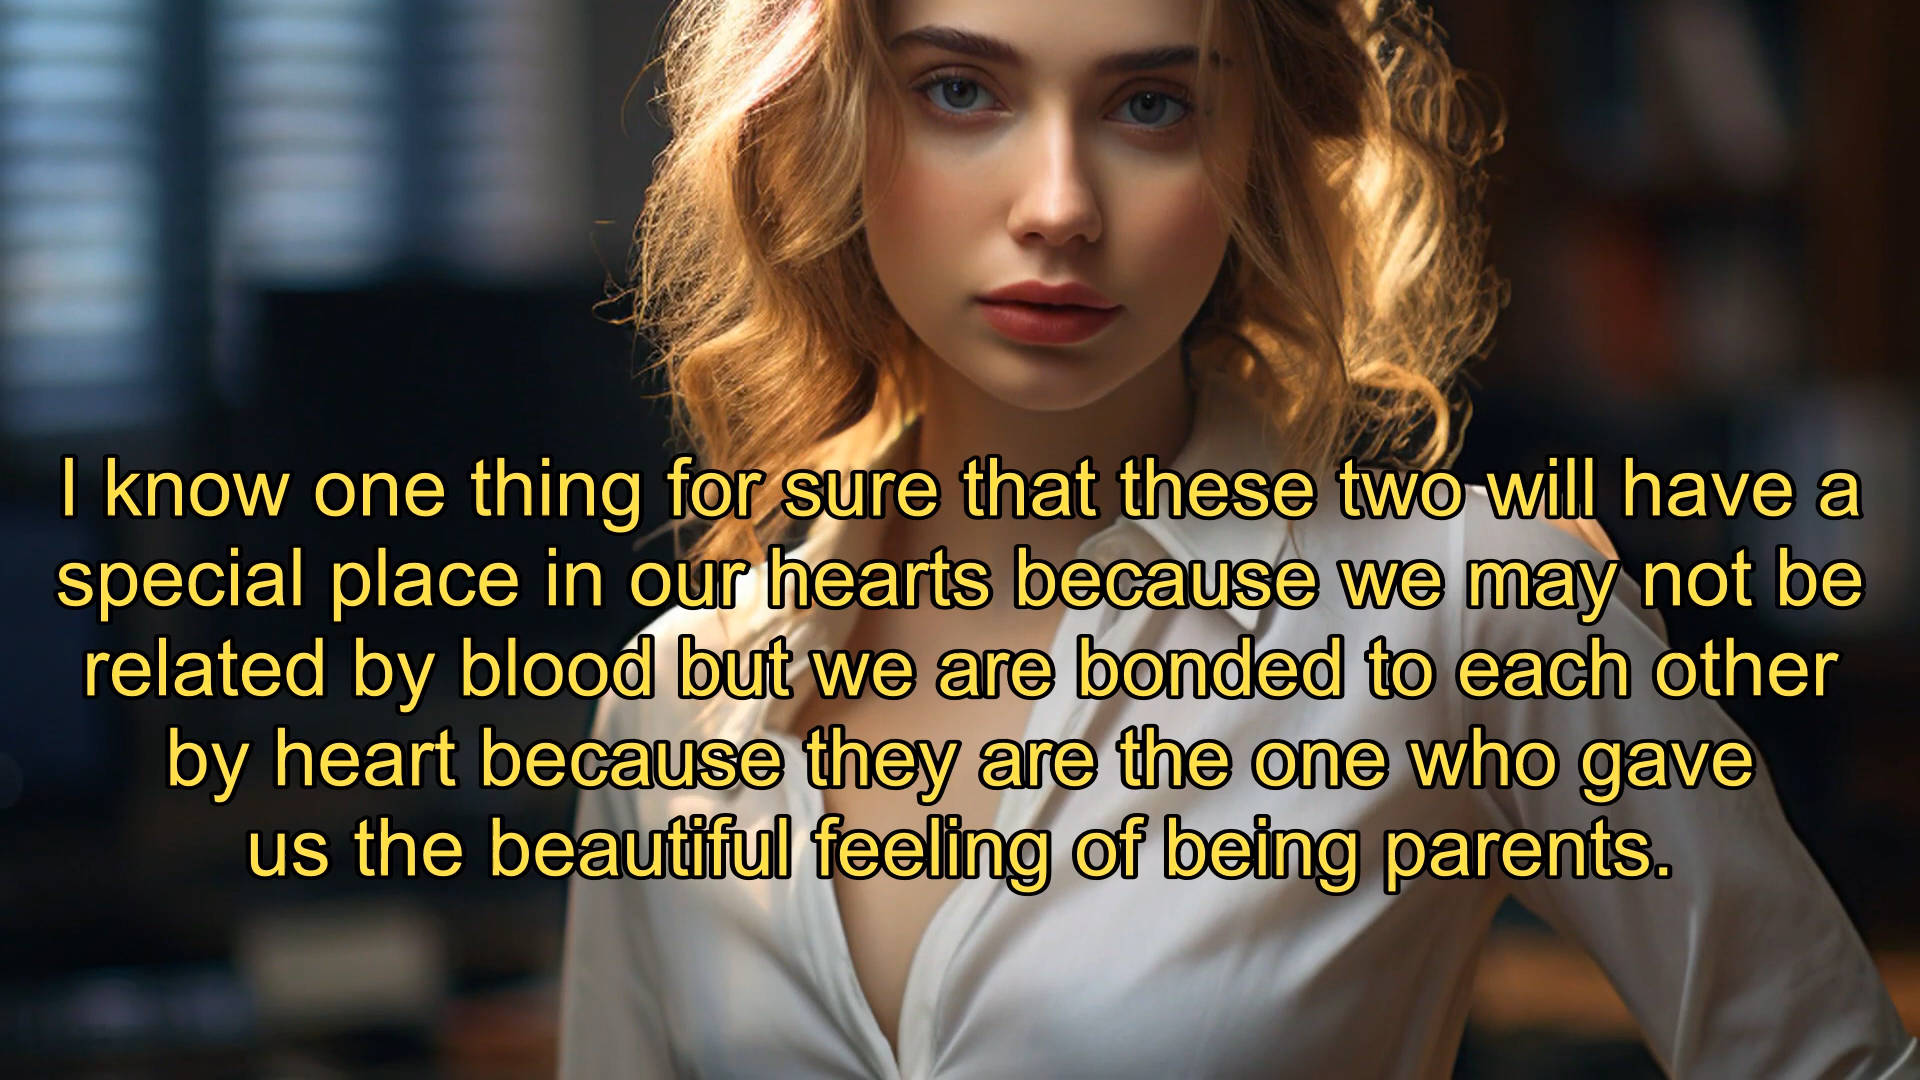 I know one thing for sure that these two will have a
special place in our hearts because we may not be
related by blood but we are bonded to each other
by heart because they are the one who gave
us the beautiful feeling of being parents.